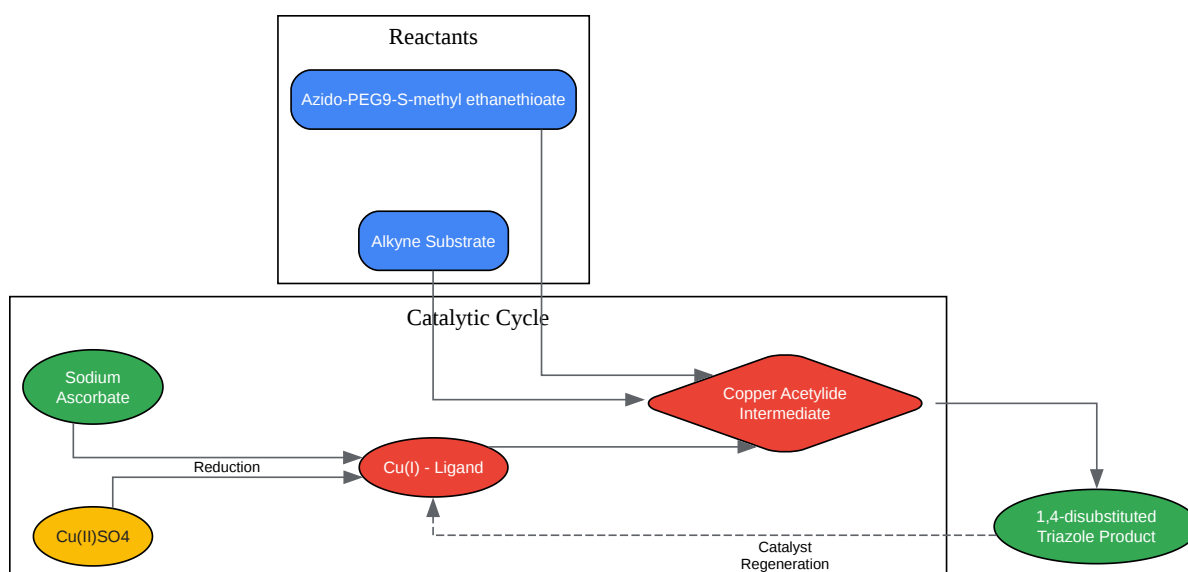 Reactants
Azido-PEG9-S-methyl ethanethioate
Alkyne Substrate
Catalytic Cycle
Sodium
Ascorbate
Copper Acetylide
Intermediate
Reduction
Cu(I) - Ligand
Cu(II)SO4
1,4-disubstituted
Triazole Product
Catalyst
Regeneration